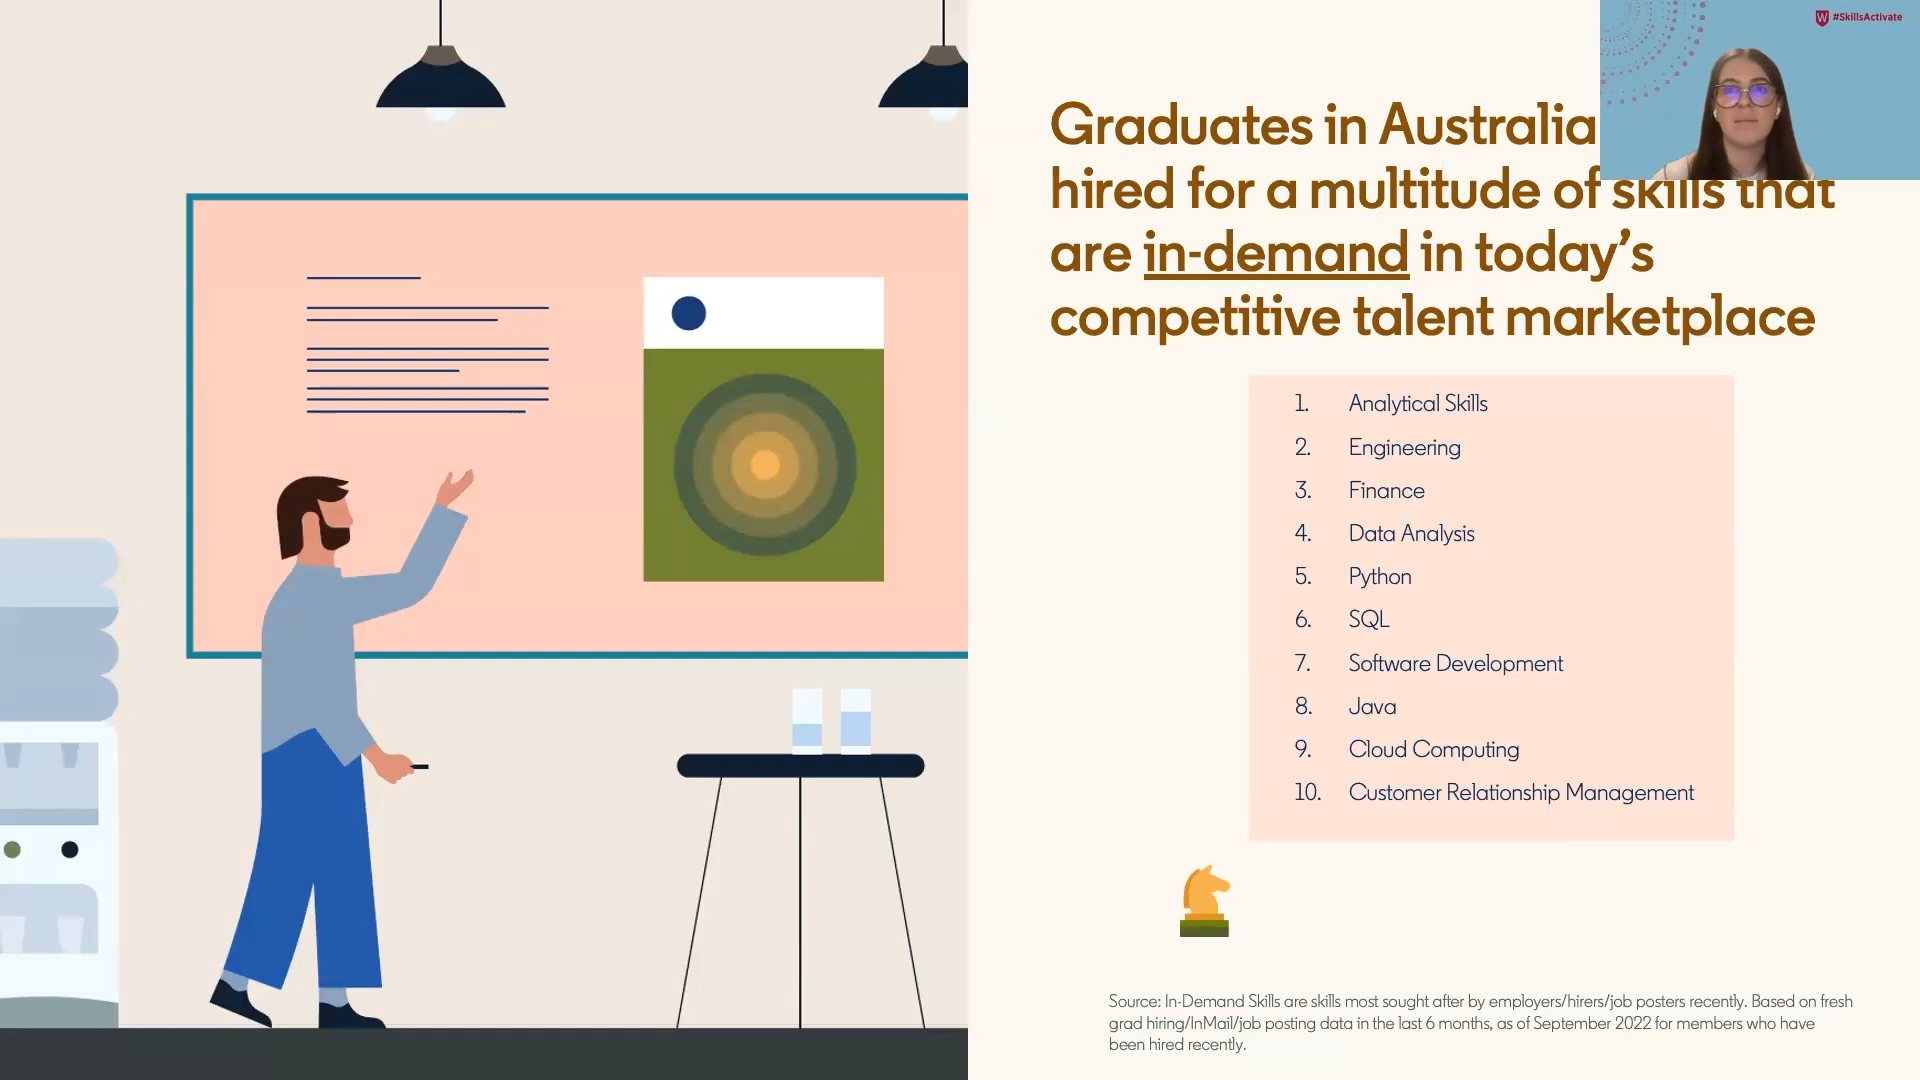 W #SkillsActivate
Graduates in Australia
hired for a multitude of skills that
are in-demand in today's
competitive talent marketplace
1. Analytical Skills
2. Engineering
3. Finance
4. Data Analysis
5. Python
6. SQL
7. Software Development
8. Java
9. Cloud Computing
10. Customer Relationship Management
Source: In-Demand Skills are skills most sought after by employers/hirers/job posters recently. Based on fresh
grad hiring/InMail/job posting data in the last 6 months, as of September 2022 for members who have
been hired recently.